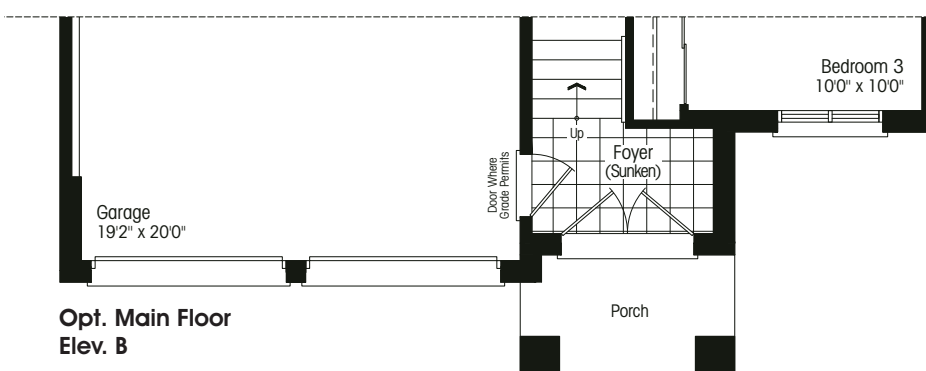 Bedroom 3
10'0" x 10'0"
Up
Foyer
(Sunken)
Door Where
Grade Permits
Garage
19'2" x 20'0"
Porch
Opt. Main Floor
Elev. B